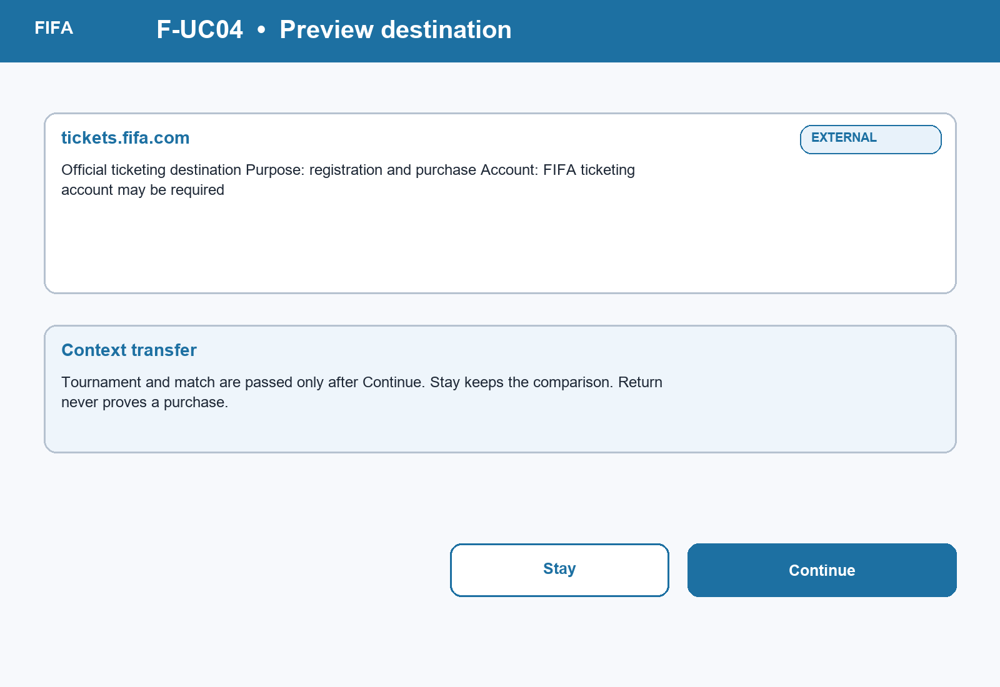 FIFA
F-UC04 • Preview destination
tickets.fifa.com
EXTERNAL
Official ticketing destination Purpose: registration and purchase Account: FIFA ticketing
account may be required
Context transfer
Tournament and match are passed only after Continue. Stay keeps the comparison. Return
never proves a purchase.
Stay
Continue